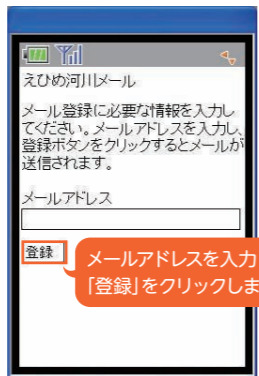 えひめ河川メール
メール登録に必要な情報を入力し
てください。メールアドレスを入力し、
登録ボタンをクリックするとメールが
送信されます。
メールアドレス
登録
メールアドレスを入力
「登録」をクリックしま